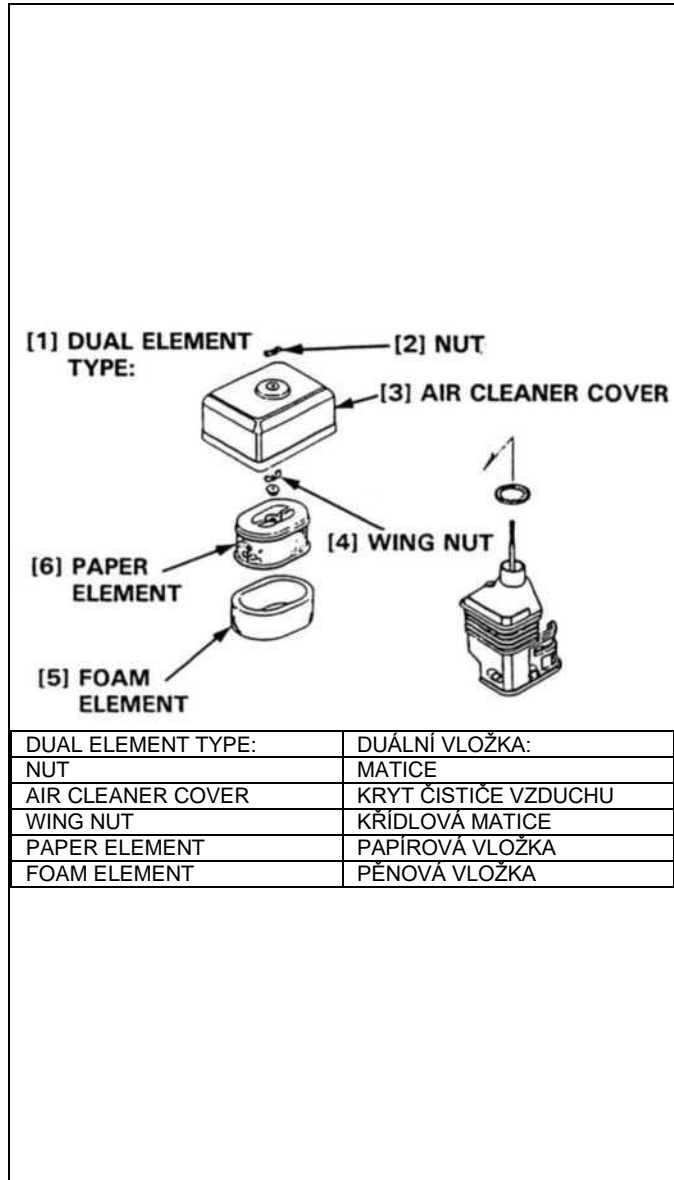 [1] DUAL ELEMENT
TYPE:
[2] NUT
[3] AIR CLEANER COVER
[4] WING NUT
[6] PAPER
ELEMENT
[5] FOAM
ELEMENT
DUAL ELEMENT TYPE: DUÁLNÍ VLOŽKA:
NUT MATICE
AIR CLEANER COVER KRYT ČISTIČE VZDUCHU
WING NUT KŘÍDLOVÁ MATICE
PAPER ELEMENT PAPÍROVÁ VLOŽKA
FOAM ELEMENT PĚNOVÁ VLOŽKA